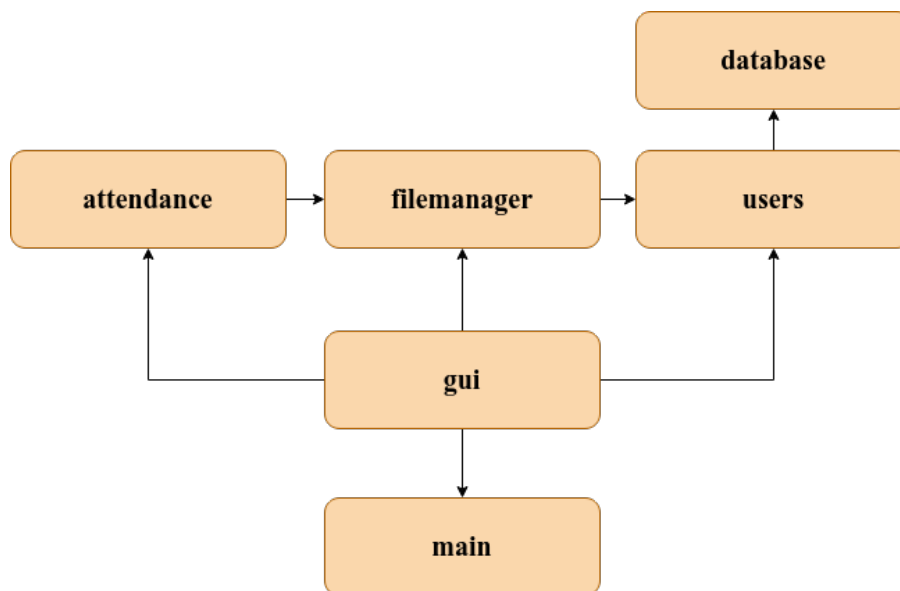 database
attendance
filemanager
users
gui
main